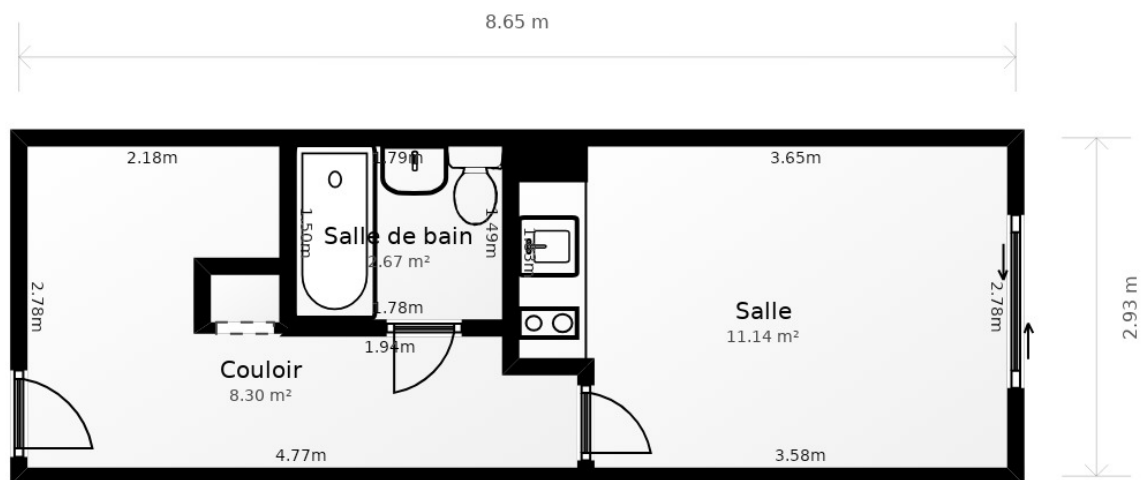 8.65 m
2.18m
1.79m
3.65m
1.50m
1.49m
Salle de bain
2.67 m²
2.78m
1.78m
1.94m
Salle
11.14 m²
2.78m
2.93 m
Couloir
8.30 m²
4.77m
3.58m